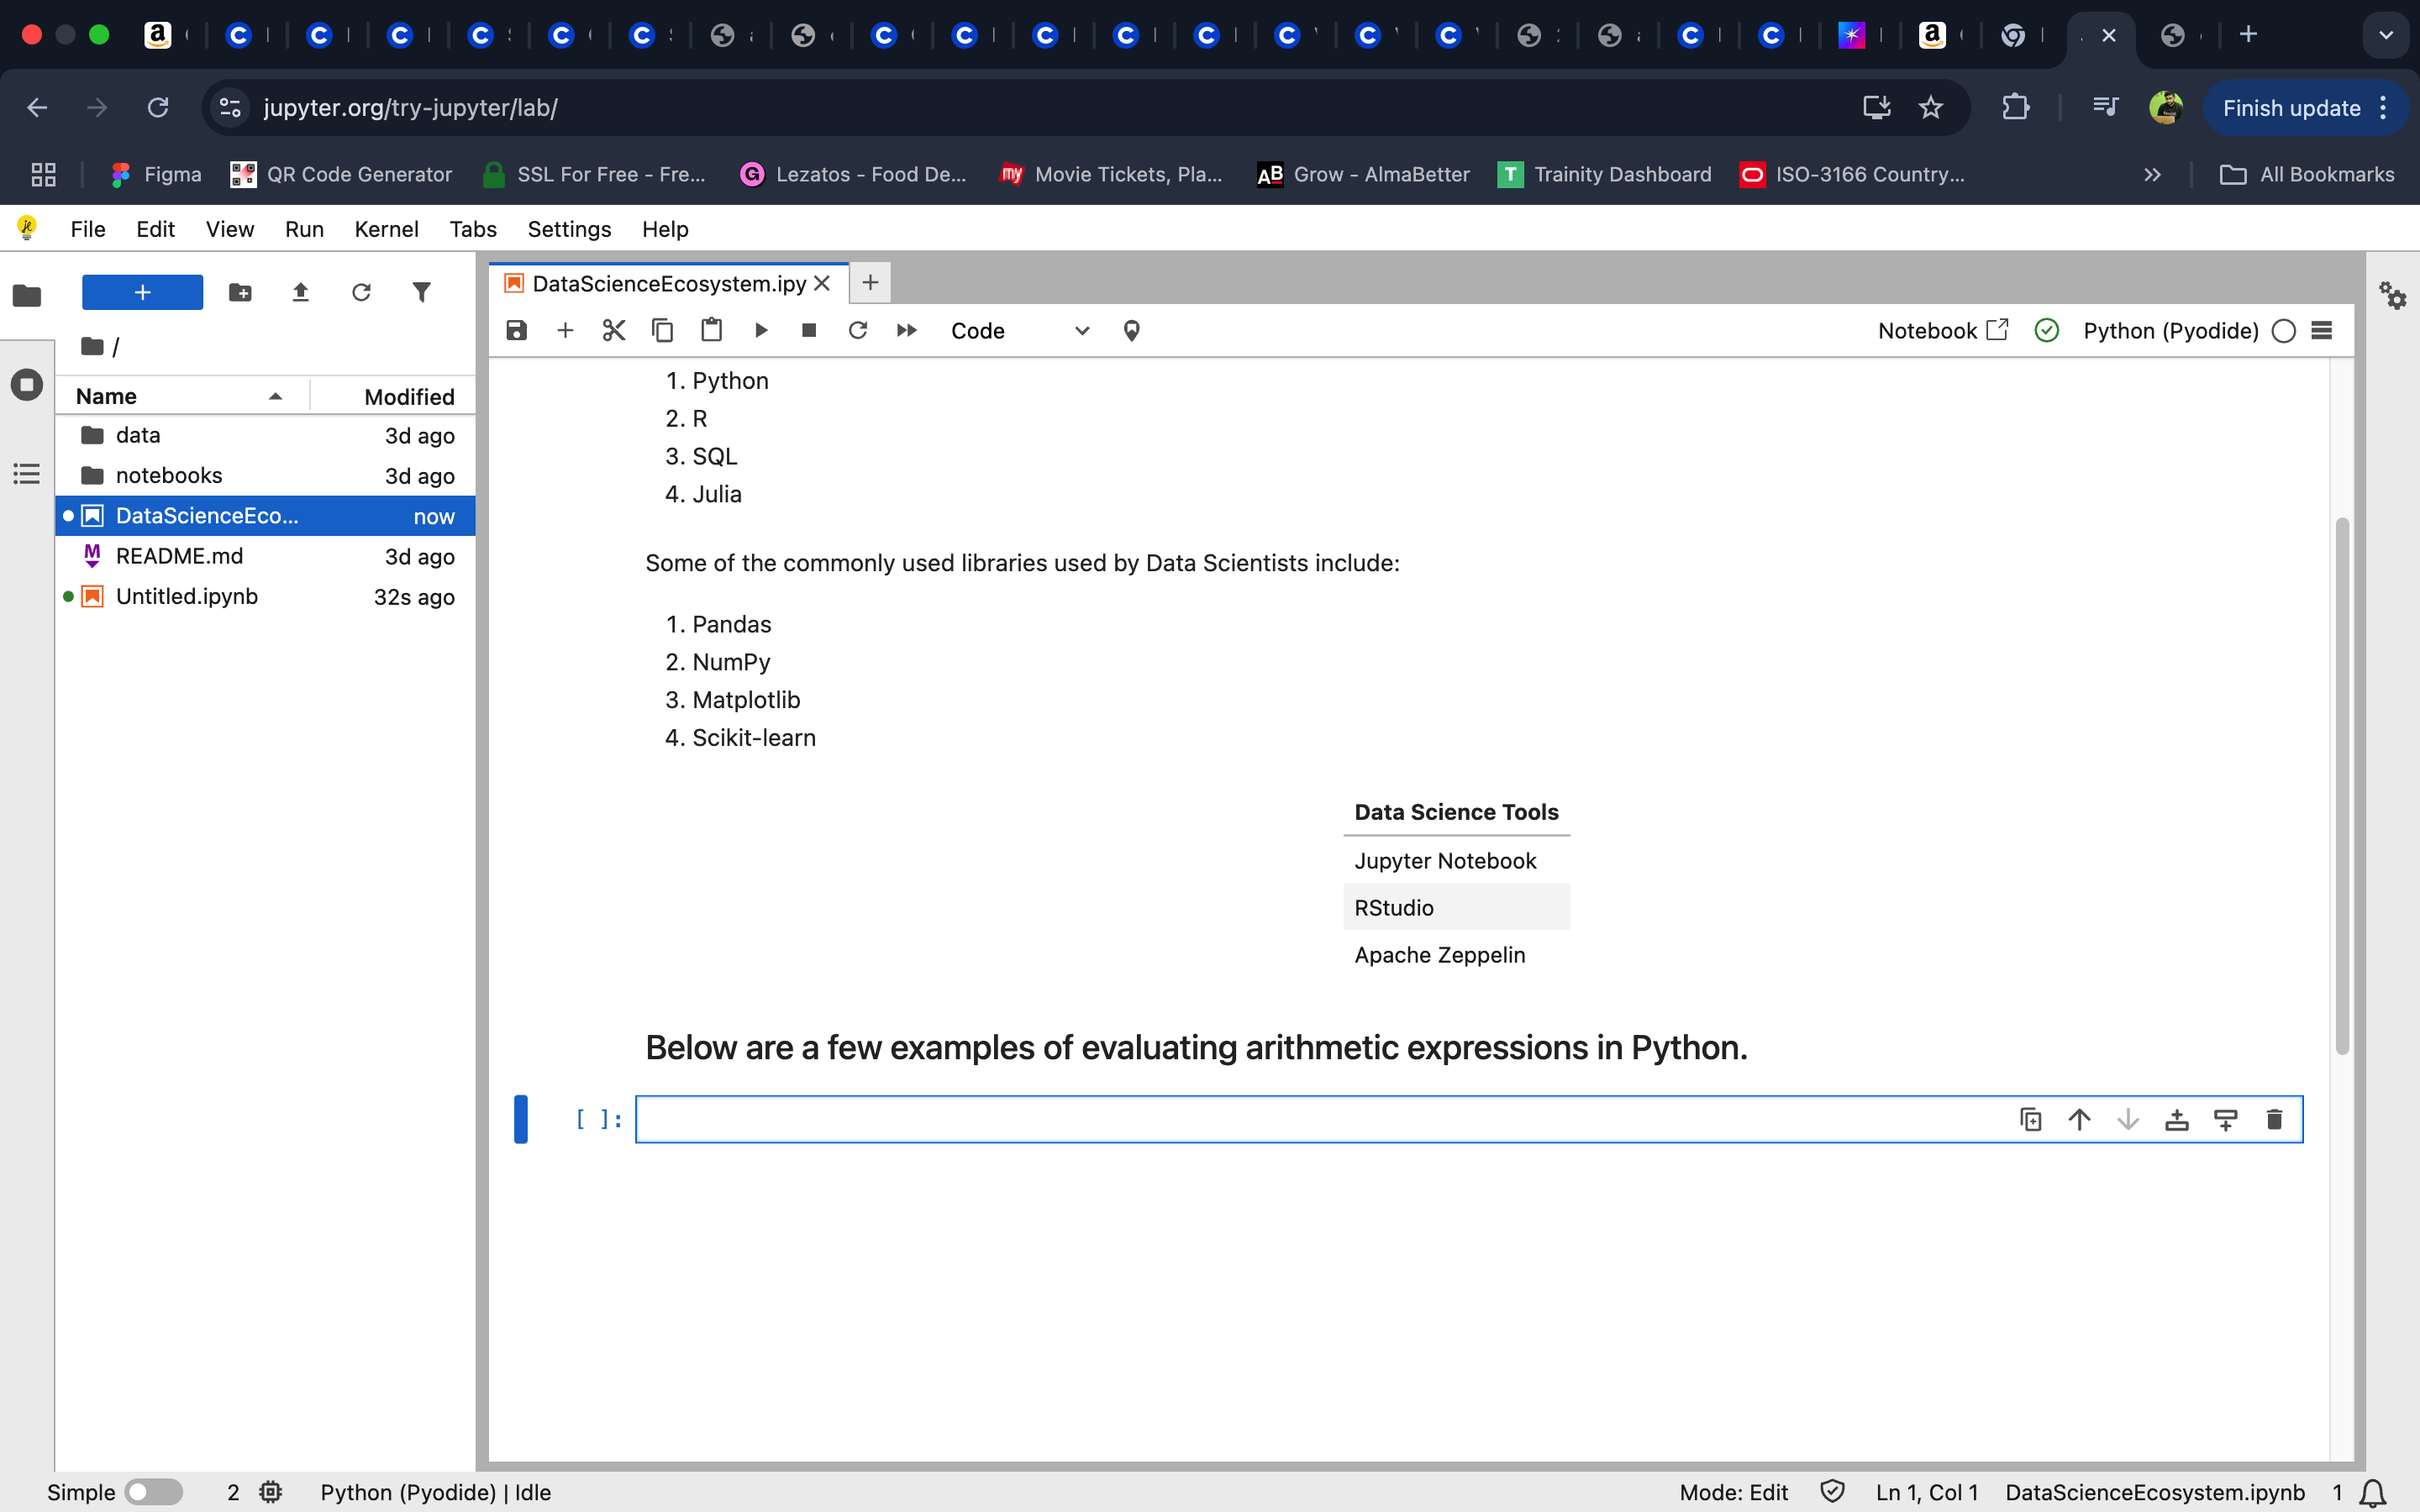 jupyter.org/try-jupyter/lab/
Finish update
Figma
QR Code Generator
SSL For Free - Fre...
Lezatos - Food De...
Movie Tickets, Pla...
Grow - AlmaBetter
Trainity Dashboard
ISO-3166 Country...
All Bookmarks
File Edit View Run Kernel Tabs Settings Help
DataScienceEcosystem.ipy
/
Code
Notebook
Python (Pyodide)
Name Modified
data 3d ago
notebooks 3d ago
DataScienceEco... now
README.md 3d ago
Untitled.ipynb 32s ago
1. Python
2. R
3. SQL
4. Julia
Some of the commonly used libraries used by Data Scientists include:
1. Pandas
2. NumPy
3. Matplotlib
4. Scikit-learn
Data Science Tools
Jupyter Notebook
RStudio
Apache Zeppelin
Below are a few examples of evaluating arithmetic expressions in Python.
[ ]:
Simple 2 Python (Pyodide) | Idle Mode: Edit Ln 1, Col 1 DataScienceEcosystem.ipynb 1